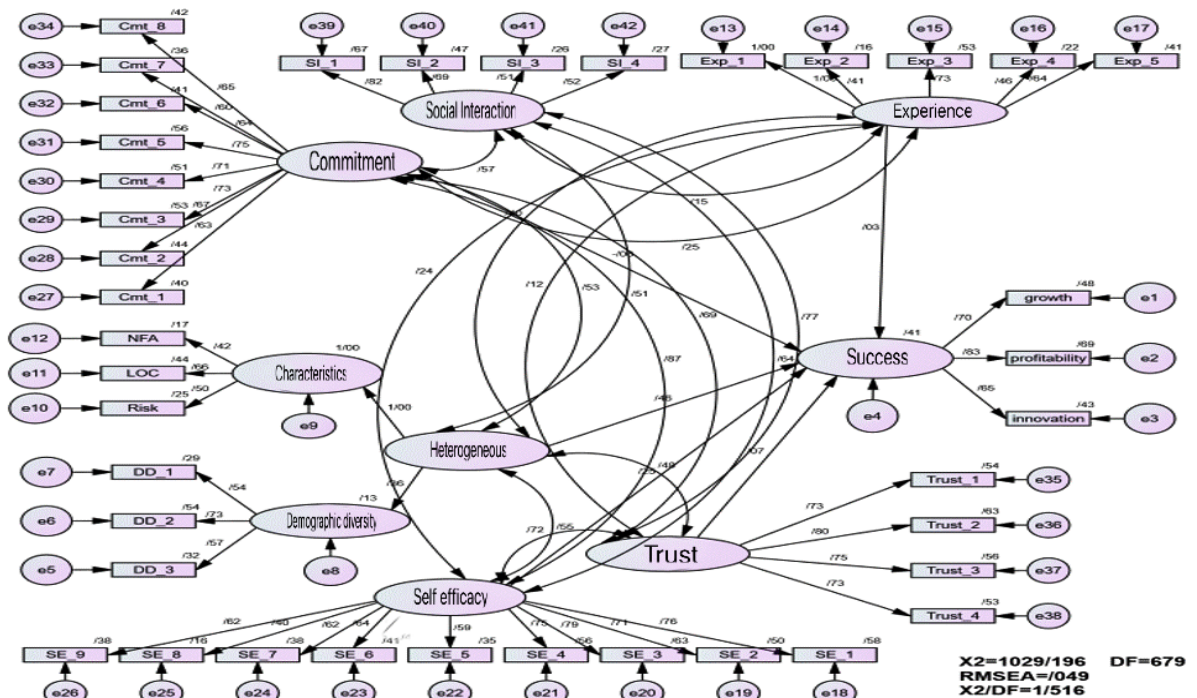 e39 e40 e41 e42
e13 e14 e15 e16 e17
/67 /47 /26 /27
1/00 /16 /53 /22 /41
SI_1 SI_2 SI_3 SI_4
Exp_1 Exp_2 Exp_3 Exp_4 Exp_5
/82 /69 /51 /52
/41 /73 /46 /64
Social Interaction
Experience
e34 Cmt_8 /42
e33 Cmt_7 /36
e32 Cmt_6 /41
e31 Cmt_5 /56
e30 Cmt_4 /51
e29 Cmt_3 /53
e28 Cmt_2 /44
e27 Cmt_1 /40
/65
/60
/64
/75
/71
/73
/67
/63
Commitment
/57
/15
/25
/03
/24
/12
/53
/51
/69
/77
/87
/64
e12 NFA /17
e11 LOC /44
e10 Risk /25
/42
/66
/50
Characteristics
1/00
e9
1/00
Heterogeneous
/46
Success
/41
e4
/70
/83
/65
growth /48 e1
profitability /69 e2
innovation /43 e3
e7 DD_1 /29
e6 DD_2 /54
e5 DD_3 /32
/54
/73
/57
Demographic diversity
/13
/36
e8
/72
/55
/07
Trust
/73
/80
/75
/73
Trust_1 /54 e35
Trust_2 /63 e36
Trust_3 /56 e37
Trust_4 /53 e38
Self efficacy
/62 /40 /62 /64 /59 /75 /79 /71 /76
/38 /16 /38 /41 /35 /56 /63 /50 /58
SE_9 SE_8 SE_7 SE_6 SE_5 SE_4 SE_3 SE_2 SE_1
e26 e25 e24 e23 e22 e21 e20 e19 e18
X2=1029/196 DF=679
RMSEA=/049
X2/DF=1/516